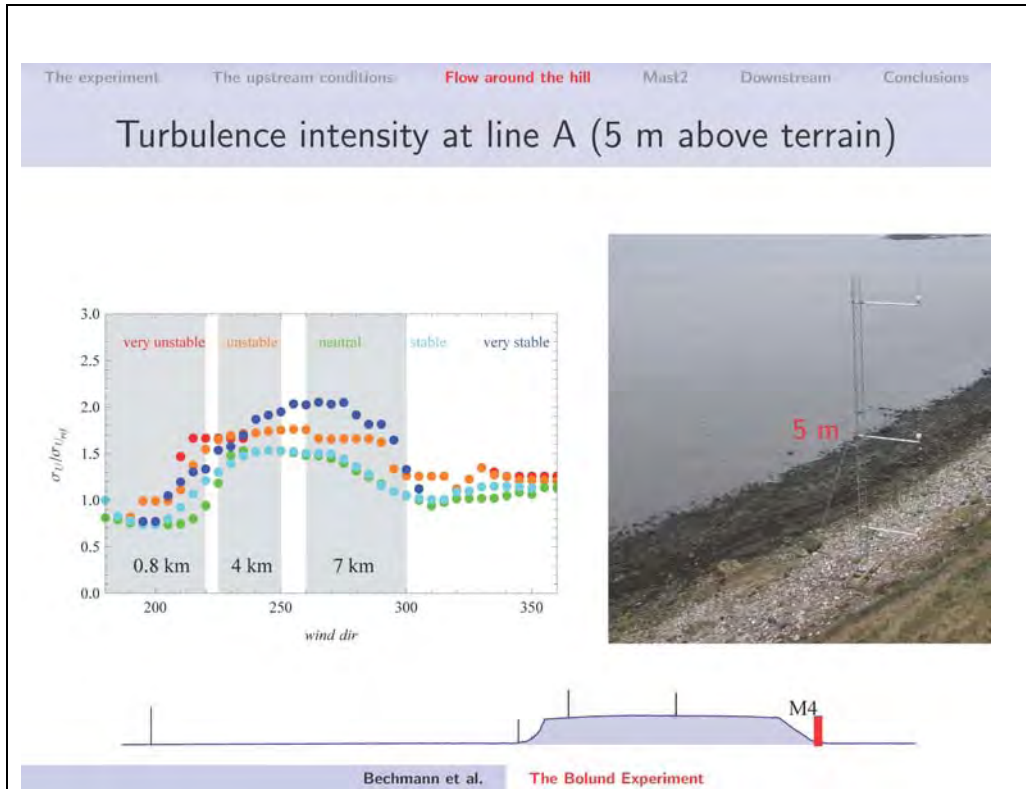 The experiment The upstream conditions Flow around the hill Mast2 Downstream Conclusions
Turbulence intensity at line A (5 m above terrain)
3.0
very unstable unstable neutral stable very stable
2.5
2.0
σU/σUref
1.5
1.0
0.5
0.8 km 4 km 7 km
0.0
200 250 300 350
wind dir
5 m
M4
Bechmann et al. The Bolund Experiment